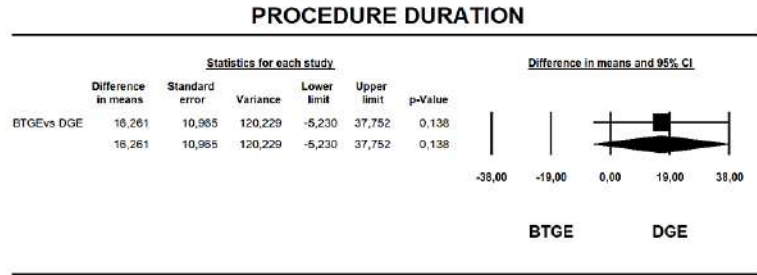 PROCEDURE DURATION
Statistics for each study Difference in means and 95% CI
Difference in means Standard error Variance Lower limit Upper limit p-Value
BTGEvs DGE 16,261 10,965 120,229 -5,230 37,752 0,138
16,261 10,965 120,229 -5,230 37,752 0,138
-38,00 -19,00 0,00 19,00 38,00
BTGE DGE